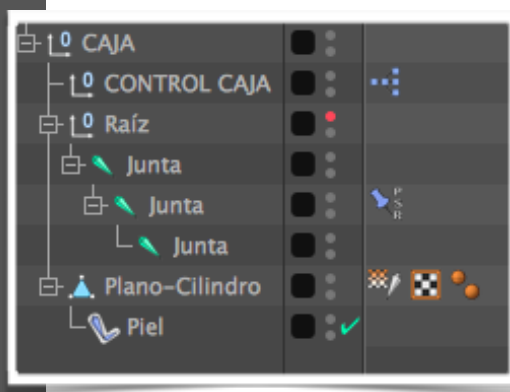 CAJA
CONTROL CAJA
Raíz
Junta
Junta
P
S
R
Junta
Plano-Cilindro
Piel